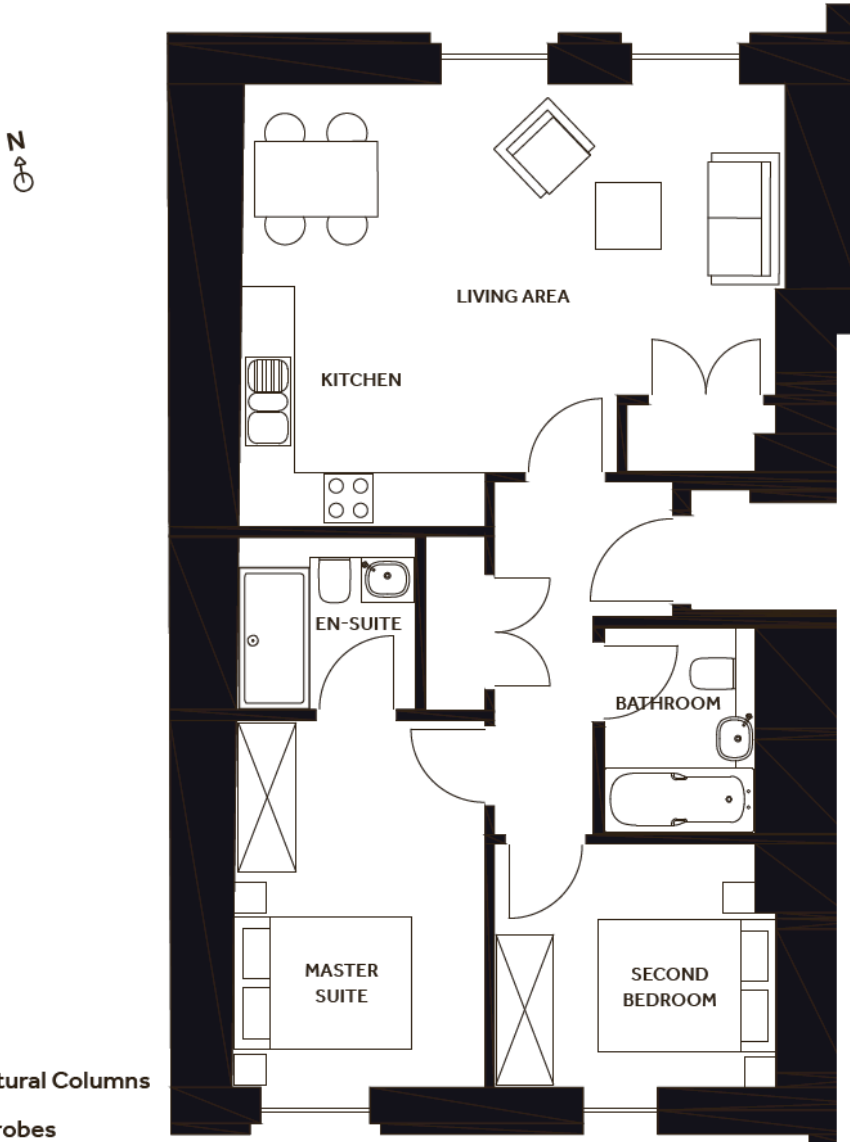 N
LIVING AREA
KITCHEN
EN-SUITE
BATHROOM
MASTER
SUITE
SECOND
BEDROOM
tural Columns
robes